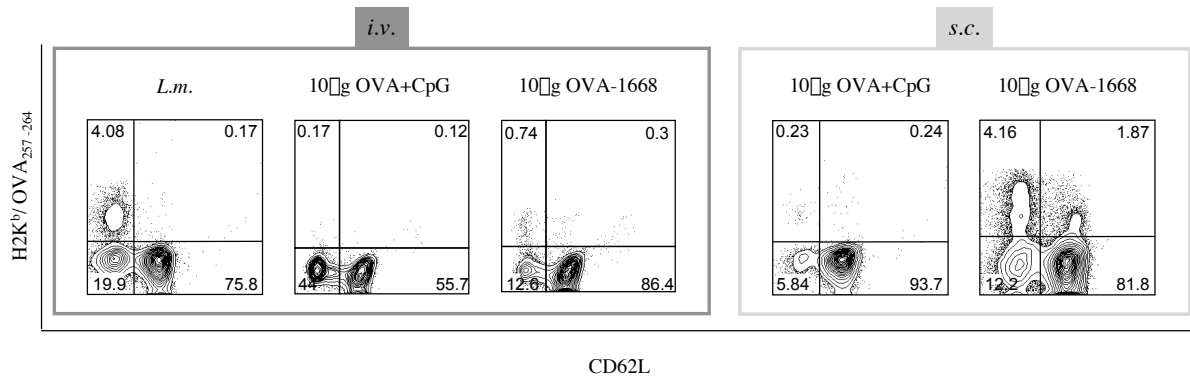 i.v.
s.c.
L.m.
10□g OVA+CpG
10□g OVA-1668
10□g OVA+CpG
10□g OVA-1668
H2Kᵇ/ OVA₂₅₇ -₂₆₄
4.08 0.17
19.9 75.8
0.17 0.12
44 55.7
0.74 0.3
12.6 86.4
0.23 0.24
5.84 93.7
4.16 1.87
12.2 81.8
CD62L